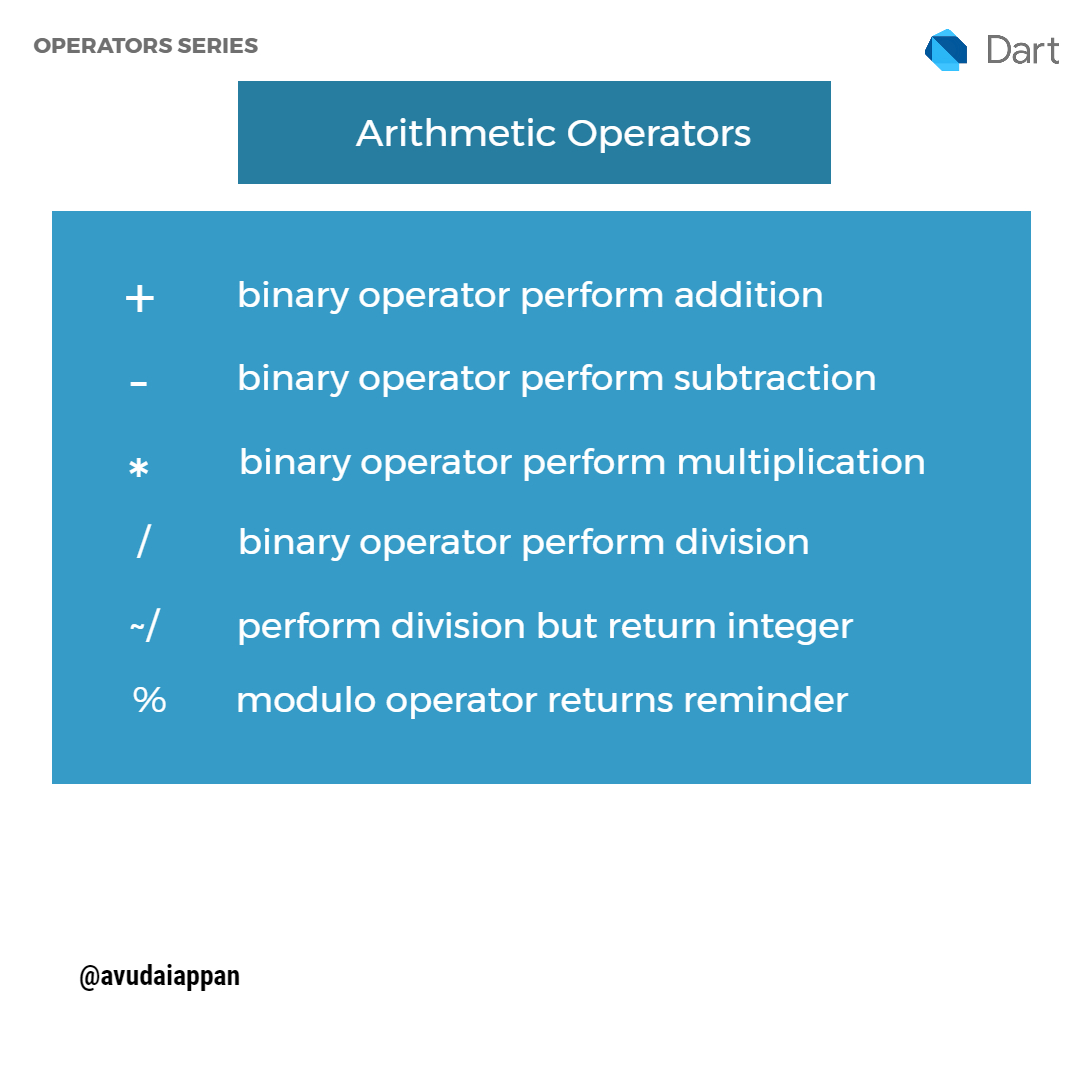 OPERATORS SERIES
Dart
Arithmetic Operators
+ binary operator perform addition
- binary operator perform subtraction
* binary operator perform multiplication
/ binary operator perform division
~/ perform division but return integer
% modulo operator returns reminder
@avudaiappan